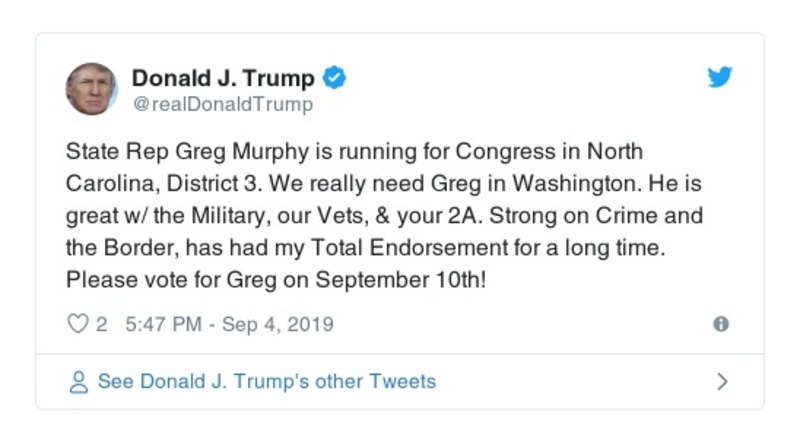 Donald J. Trump
@realDonaldTrump
State Rep Greg Murphy is running for Congress in North
Carolina, District 3. We really need Greg in Washington. He is
great w/ the Military, our Vets, & your 2A. Strong on Crime and
the Border, has had my Total Endorsement for a long time.
Please vote for Greg on September 10th!
2 5:47 PM - Sep 4, 2019
See Donald J. Trump's other Tweets